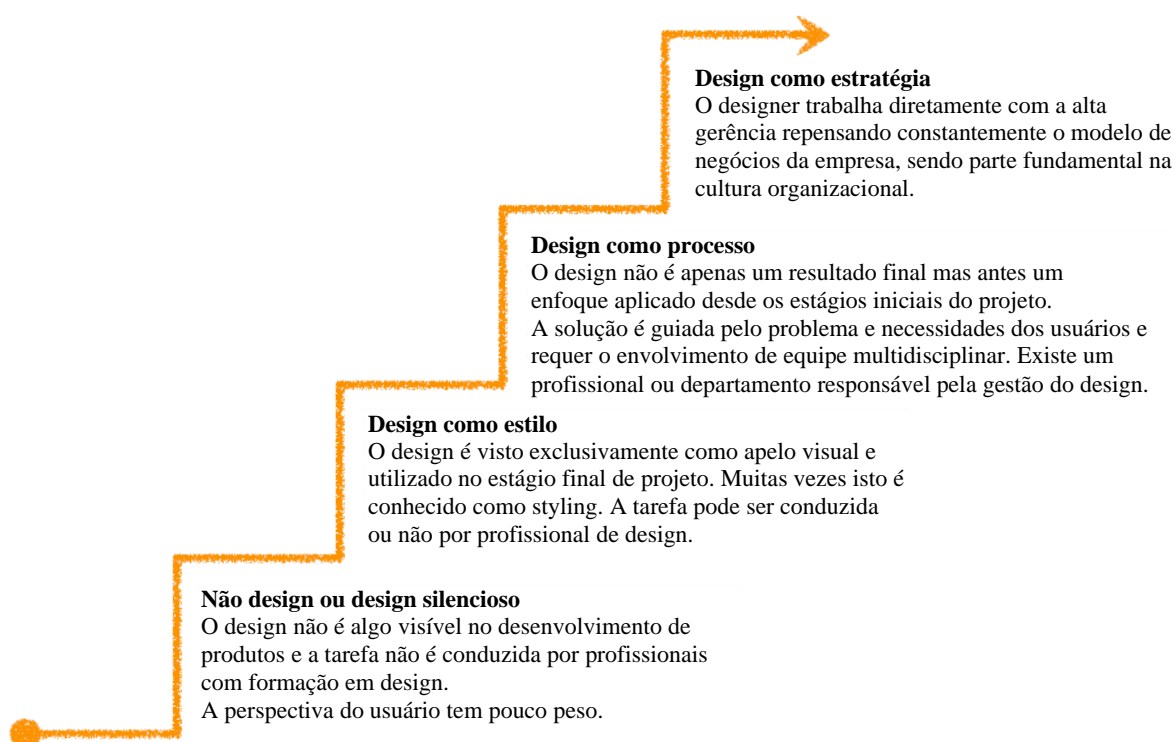 Design como estratégia
O designer trabalha diretamente com a alta
gerência repensando constantemente o modelo de
negócios da empresa, sendo parte fundamental na
cultura organizacional.
Design como processo
O design não é apenas um resultado final mas antes um
enfoque aplicado desde os estágios iniciais do projeto.
A solução é guiada pelo problema e necessidades dos usuários e
requer o envolvimento de equipe multidisciplinar. Existe um
profissional ou departamento responsável pela gestão do design.
Design como estilo
O design é visto exclusivamente como apelo visual e
utilizado no estágio final de projeto. Muitas vezes isto é
conhecido como styling. A tarefa pode ser conduzida
ou não por profissional de design.
Não design ou design silencioso
O design não é algo visível no desenvolvimento de
produtos e a tarefa não é conduzida por profissionais
com formação em design.
A perspectiva do usuário tem pouco peso.